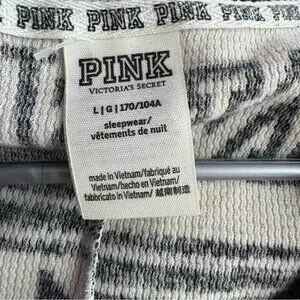 PINK PINK PINK PINK PINK
PINK
VICTORIA'S SECRET
L | G | 170/104A
sleepwear/
vêtements de nuit
made in Vietnam/fabriqué au
Vietnam/hecho en Vietnam/
fabbricato in Vietnam/ 越南制造